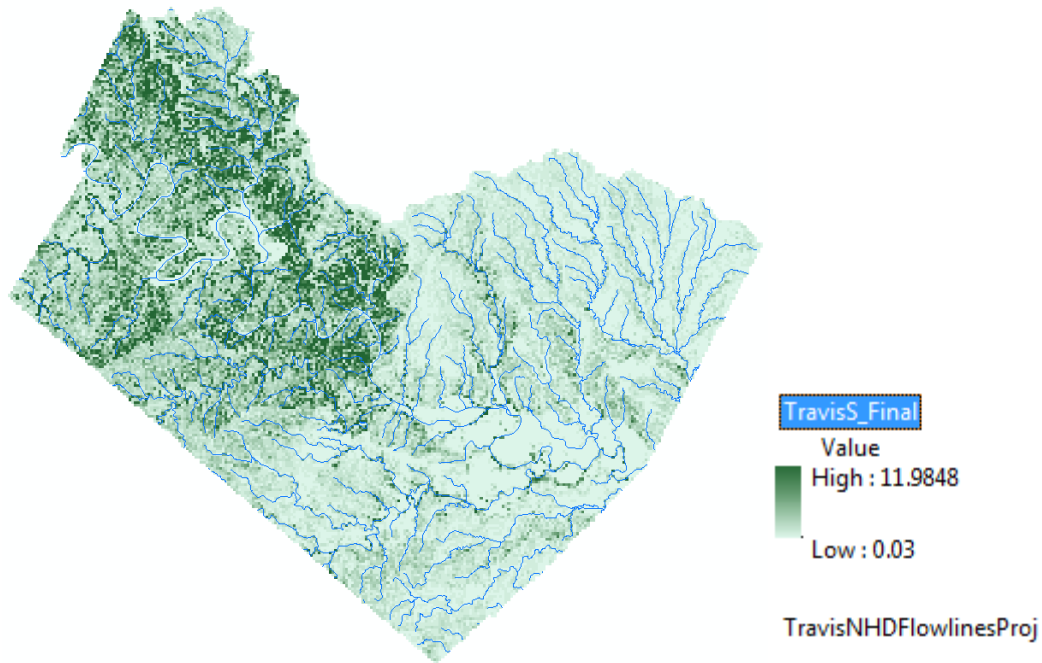 TravisS_Final
Value
High : 11.9848
Low : 0.03
TravisNHDFlowlinesProj